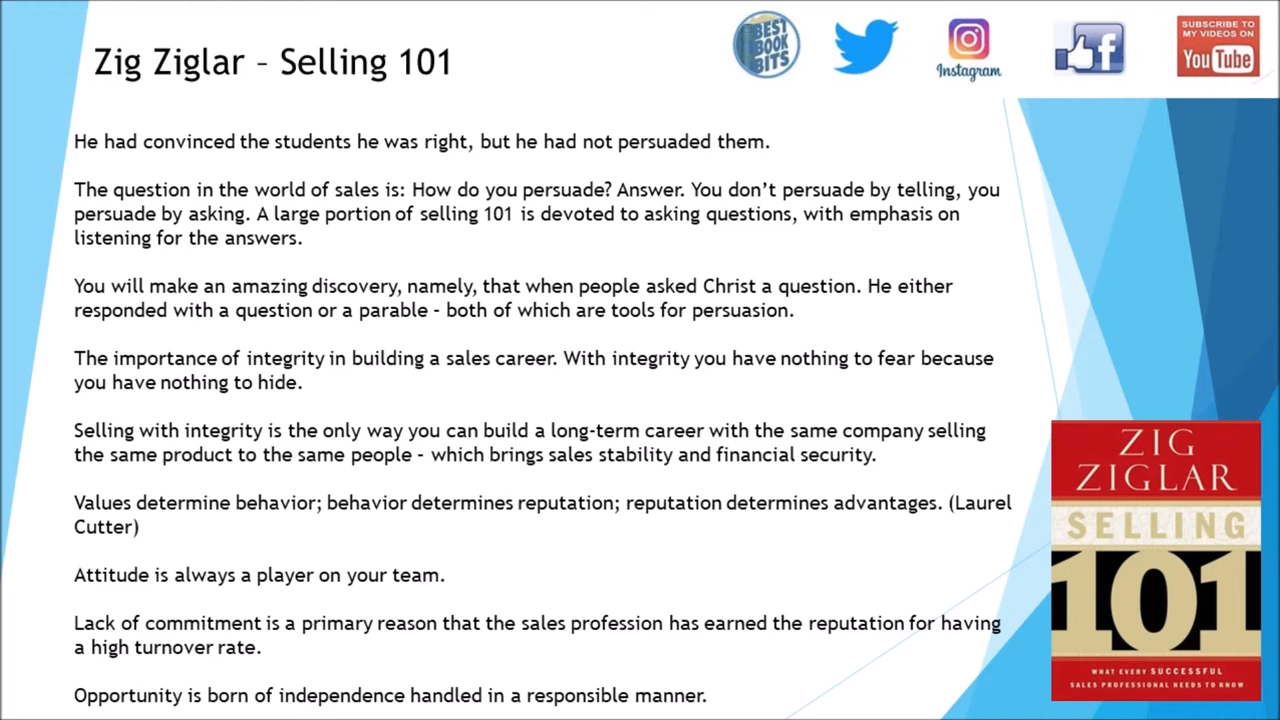 Zig Ziglar – Selling 101
BEST
BOOK
BITS
Instagram
f
SUBSCRIBE TO
MY VIDEOS ON
YouTube
He had convinced the students he was right, but he had not persuaded them.
The question in the world of sales is: How do you persuade? Answer. You don’t persuade by telling, you
persuade by asking. A large portion of selling 101 is devoted to asking questions, with emphasis on
listening for the answers.
You will make an amazing discovery, namely, that when people asked Christ a question. He either
responded with a question or a parable - both of which are tools for persuasion.
The importance of integrity in building a sales career. With integrity you have nothing to fear because
you have nothing to hide.
Selling with integrity is the only way you can build a long-term career with the same company selling
the same product to the same people - which brings sales stability and financial security.
Values determine behavior; behavior determines reputation; reputation determines advantages. (Laurel
Cutter)
Attitude is always a player on your team.
Lack of commitment is a primary reason that the sales profession has earned the reputation for having
a high turnover rate.
Opportunity is born of independence handled in a responsible manner.
ZIG
ZIGLAR
SELLING
101
WHAT EVERY SUCCESSFUL
SALES PROFESSIONAL NEEDS TO KNOW